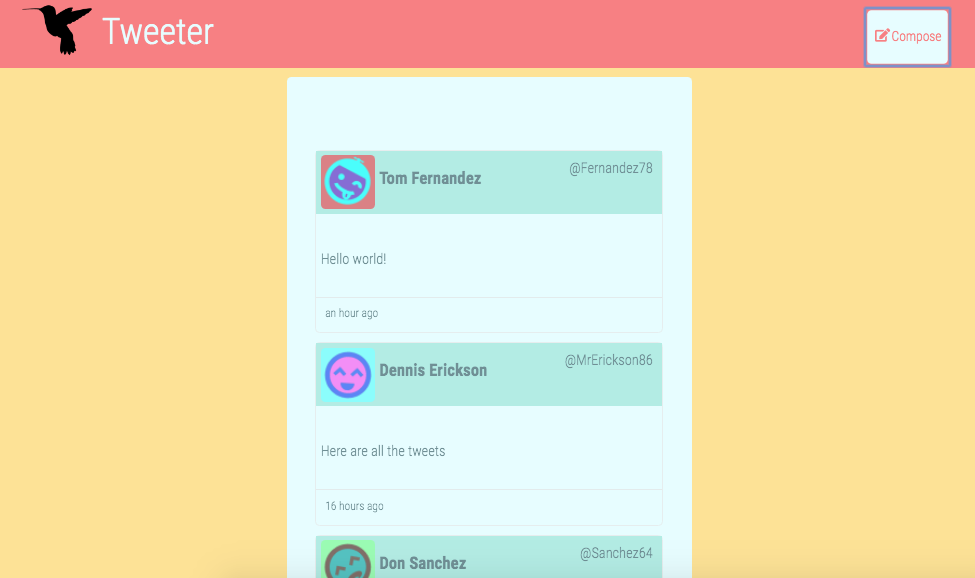 Tweeter
Compose
Tom Fernandez
@Fernandez78
Hello world!
an hour ago
Dennis Erickson
@MrErickson86
Here are all the tweets
16 hours ago
Don Sanchez
@Sanchez64